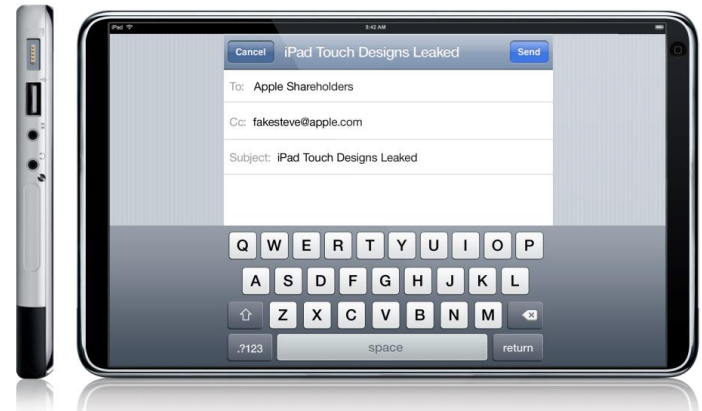 iPad
9:42 AM
Cancel
iPad Touch Designs Leaked
Send
To: Apple Shareholders
Cc: fakesteve@apple.com
Subject: iPad Touch Designs Leaked
Q W E R T Y U I O P
A S D F G H J K L
Z X C V B N M
.?123
space
return